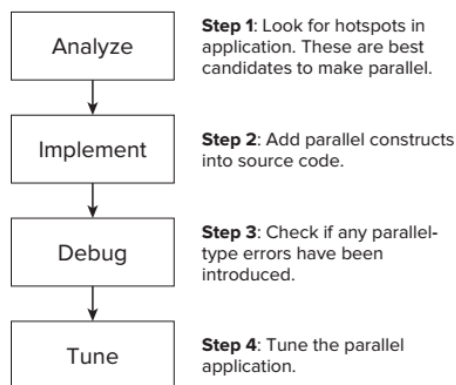 Analyze
Step 1: Look for hotspots in
application. These are best
candidates to make parallel.
Implement
Step 2: Add parallel constructs
into source code.
Debug
Step 3: Check if any parallel-
type errors have been
introduced.
Tune
Step 4: Tune the parallel
application.